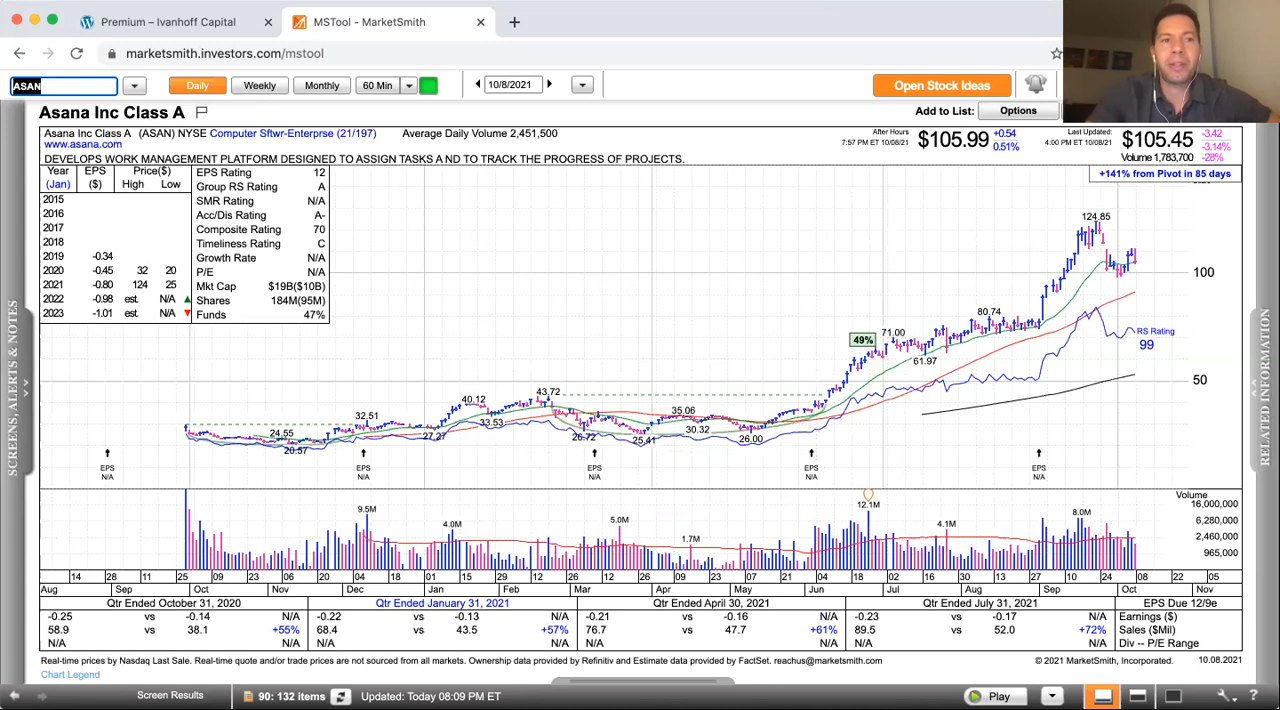 Premium – Ivanhoff Capital
MSTool - MarketSmith
marketsmith.investors.com/mstool
ASAN
Daily
Weekly
Monthly
60 Min
10/8/2021
Open Stock Ideas
Asana Inc Class A
Add to List:
Options
Asana Inc Class A (ASAN) NYSE Computer Sftwr-Enterprse (21/197) Average Daily Volume 2,451,500
www.asana.com
DEVELOPS WORK MANAGEMENT PLATFORM DESIGNED TO ASSIGN TASKS A ND TO TRACK THE PROGRESS OF PROJECTS.
After Hours
7:57 PM ET 10/08/21
$105.99
+0.54
0.51%
Last Updated:
4:00 PM ET 10/08/21
$105.45
-3.42
-3.14%
Volume 1,783,700 -28%
+141% from Pivot in 85 days
Year EPS Price($)
(Jan) ($) High Low
2015
2016
2017
2018
2019 -0.34
2020 -0.45 32 20
2021 -0.80 124 25
2022 -0.98 est. N/A
2023 -1.01 est. N/A
EPS Rating 12
Group RS Rating A
SMR Rating N/A
Acc/Dis Rating A-
Composite Rating 70
Timeliness Rating C
Growth Rate N/A
P/E N/A
Mkt Cap $19B($10B)
Shares 184M(95M)
Funds 47%
124.85
100
80.74
49%
71.00
61.97
RS Rating
99
50
43.72
40.12
33.53
35.06
32.51
30.32
24.55
20.57
27.27
26.72
25.41
26.00
EPS EPS EPS EPS EPS
N/A N/A N/A N/A N/A
Volume
16,000,000
6,280,000
2,460,000
965,000
9.5M
4.0M
5.0M
1.7M
12.1M
4.1M
8.0M
14 28 11 25 09 23 06 20 04 18 01 15 29 12 26 12 26 09 23 07 21 04 18 02 16 30 13 27 10 24 08 22 05
Aug Sep Oct Nov Dec Jan Feb Mar Apr May Jun Jul Aug Sep Oct Nov
Qtr Ended October 31, 2020 Qtr Ended January 31, 2021 Qtr Ended April 30, 2021 Qtr Ended July 31, 2021 EPS Due 12/9e
-0.25 vs -0.14 N/A -0.22 vs -0.13 N/A -0.21 vs -0.16 N/A -0.23 vs -0.17 N/A Earnings ($)
58.9 vs 38.1 +55% 68.4 vs 43.5 +57% 76.7 vs 47.7 +61% 89.5 vs 52.0 +72% Sales ($Mil)
N/A N/A N/A N/A N/A N/A N/A N/A Div -- P/E Range
Real-time prices by Nasdaq Last Sale. Real-time quote and/or trade prices are not sourced from all markets. Ownership data provided by Refinitiv and Estimate data provided by FactSet. reachus@marketsmith.com
© 2021 MarketSmith, Incorporated.
10.08.2021
Chart Legend
SCREENS, ALERTS & NOTES
RELATED INFORMATION
Screen Results
90: 132 items
Updated: Today 08:09 PM ET
Play
?